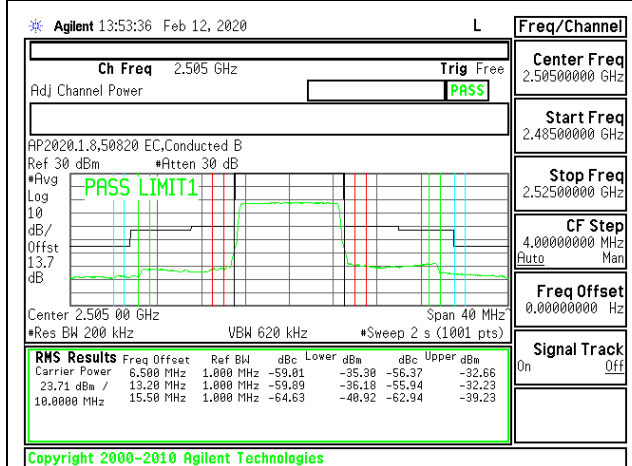 Agilent 13:53:36 Feb 12, 2020 L
Freq/Channel
Ch Freq 2.505 GHz Trig Free
Adj Channel Power PASS
Center Freq
2.50500000 GHz
Start Freq
2.48500000 GHz
Stop Freq
2.52500000 GHz
CF Step
4.00000000 MHz
Auto Man
Freq Offset
0.00000000 Hz
Signal Track
On Off
AP2020.1.8,50820 EC,Conducted B
Ref 30 dBm #Atten 30 dB
#Avg
Log
10
dB/
Offst
13.7
dB
PASS LIMIT1
Center 2.505 00 GHz Span 40 MHz^
#Res BW 200 kHz VBW 620 kHz #Sweep 2 s (1001 pts)
RMS Results Freq Offset Ref BW dBc Lower dBm dBc Upper dBm
Carrier Power 6.500 MHz 1.000 MHz -59.01 -35.30 -56.37 -32.66
23.71 dBm / 13.20 MHz 1.000 MHz -59.89 -36.18 -55.94 -32.23
10.0000 MHz 15.50 MHz 1.000 MHz -64.63 -40.92 -62.94 -39.23
Copyright 2000-2010 Agilent Technologies